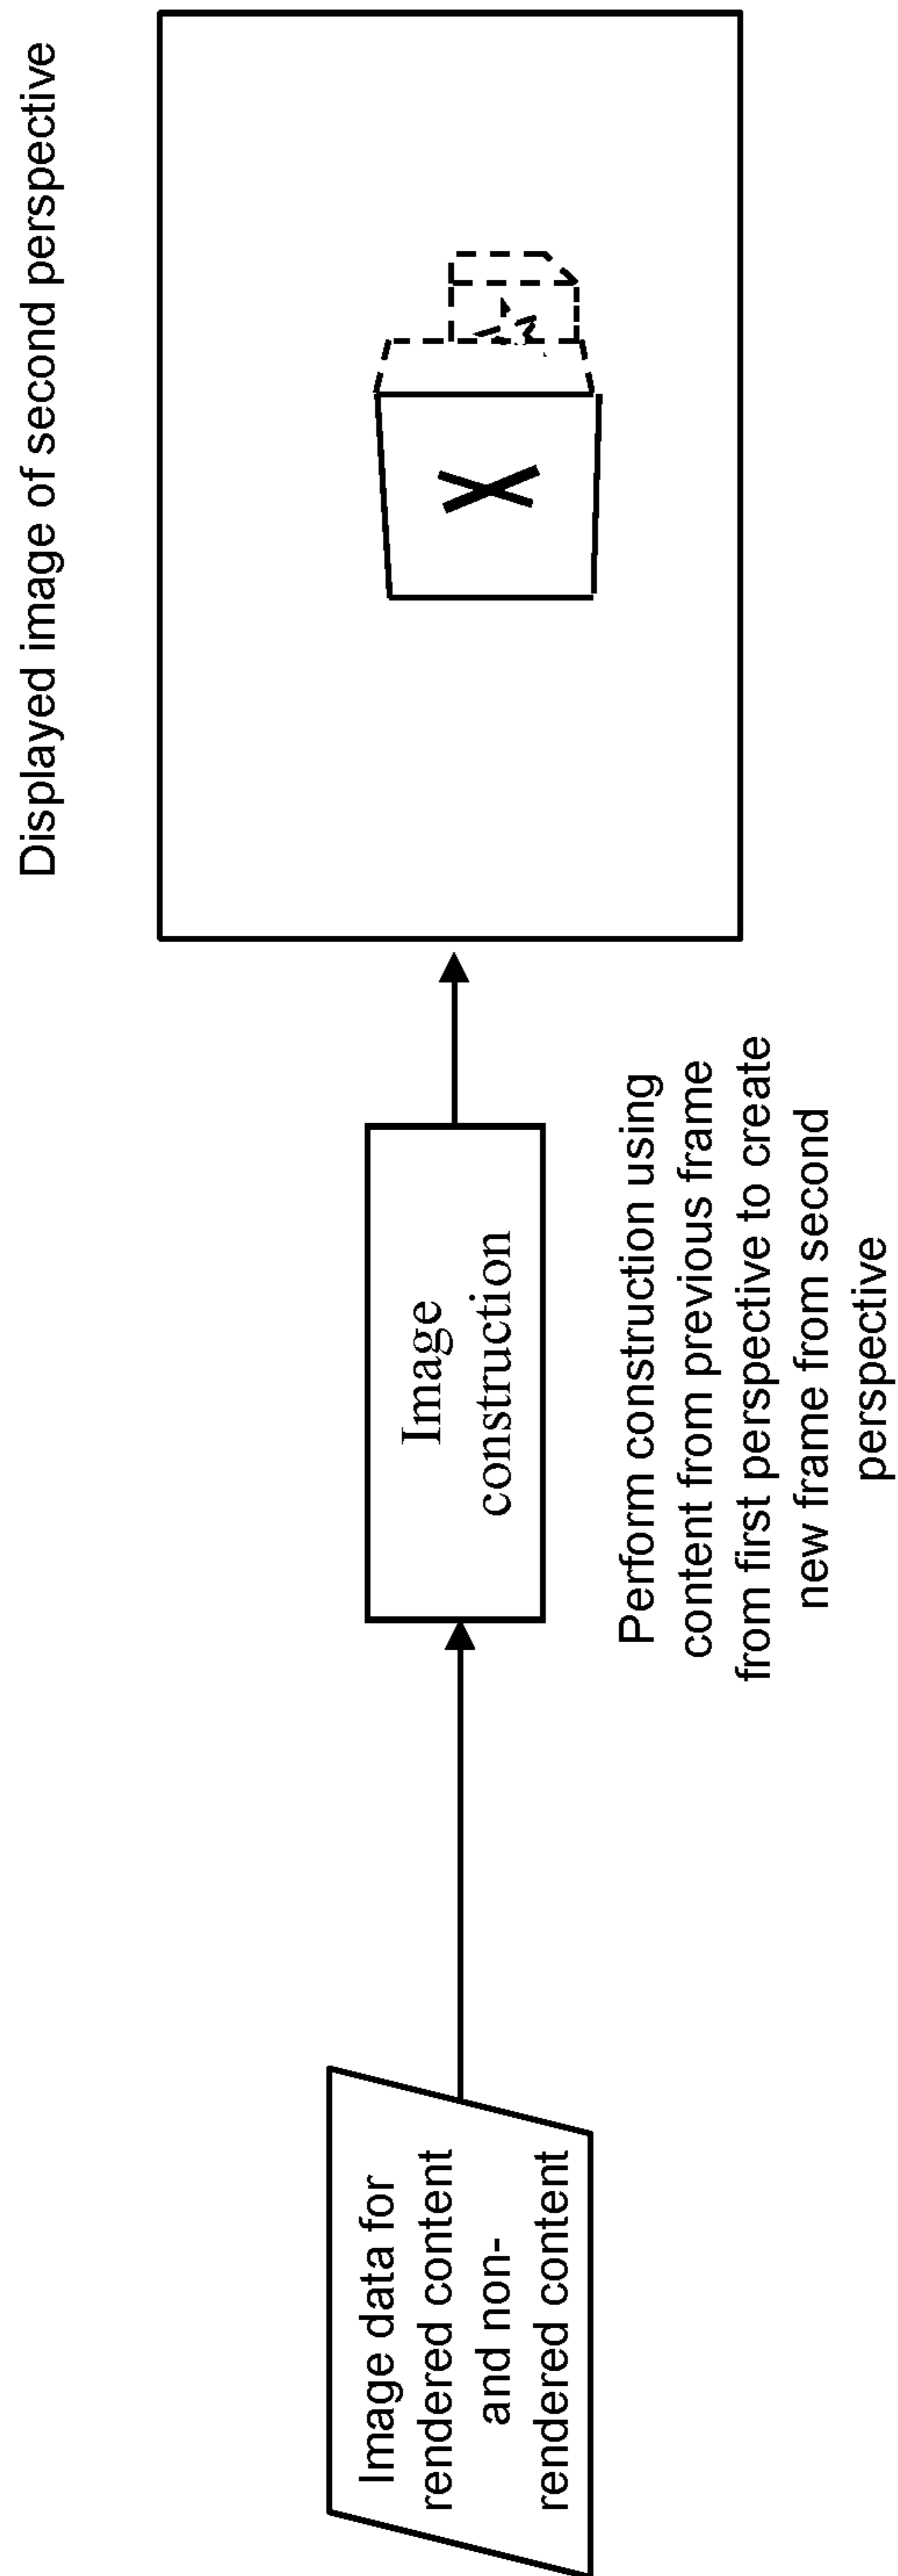 Image data for
rendered content
and non-
rendered content
Image
construction
Perform construction using
content from previous frame
from first perspective to create
new frame from second
perspective
Displayed image of second perspective
X